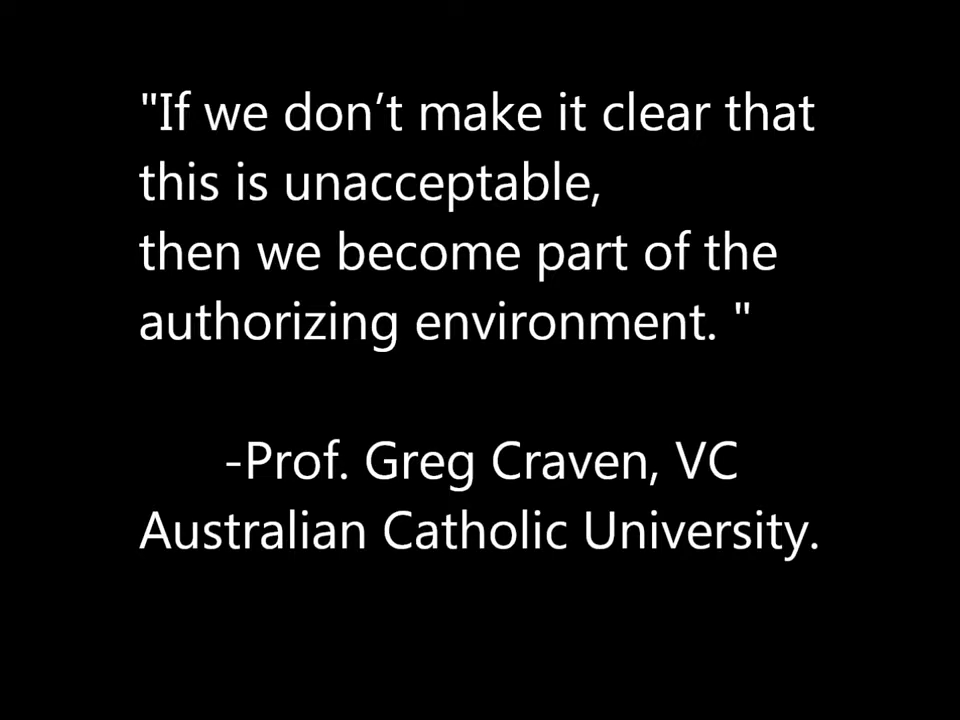 "If we don’t make it clear that
this is unacceptable,
then we become part of the
authorizing environment. "
-Prof. Greg Craven, VC
Australian Catholic University.